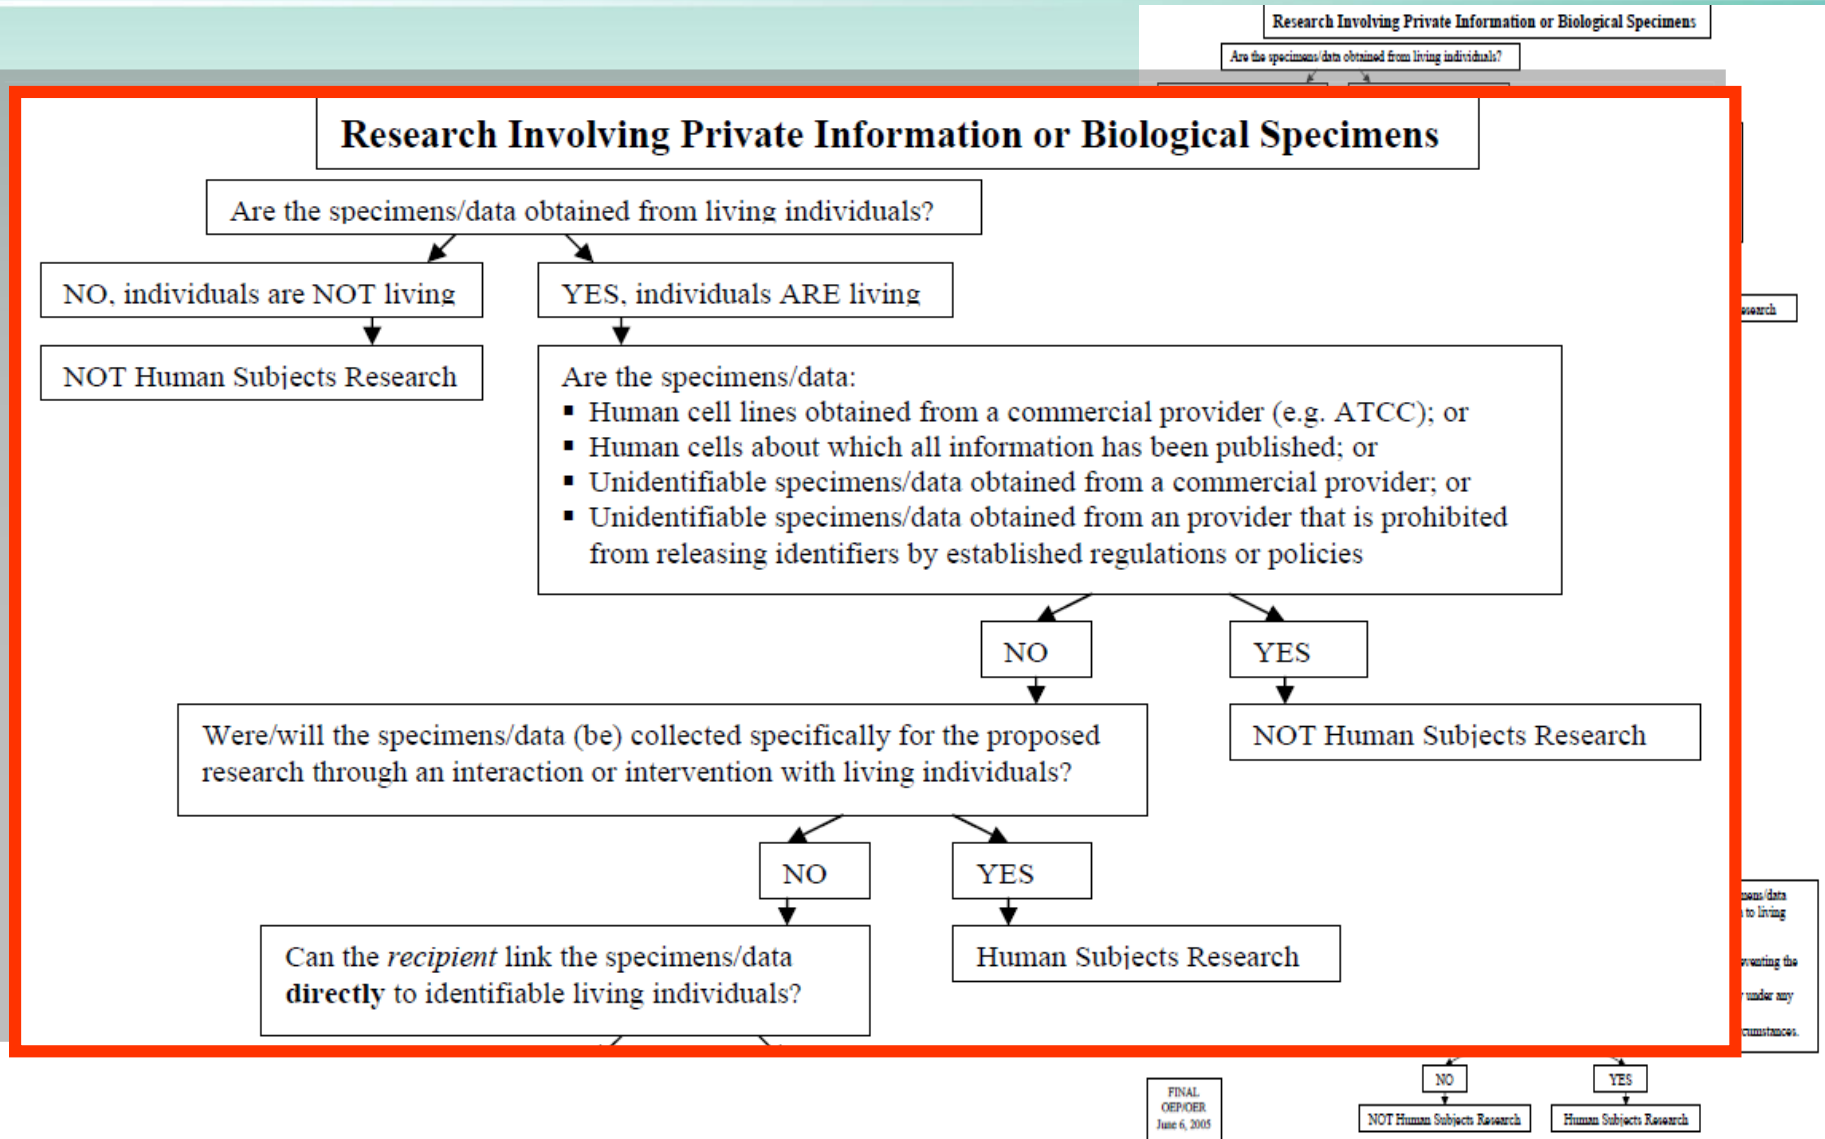 Research Involving Private Information or Biological Specimens
Are the specimens/data obtained from living individuals?
Research Involving Private Information or Biological Specimens
Are the specimens/data obtained from living individuals?
NO, individuals are NOT living
YES, individuals ARE living
NOT Human Subjects Research
Are the specimens/data:
▪ Human cell lines obtained from a commercial provider (e.g. ATCC); or
▪ Human cells about which all information has been published; or
▪ Unidentifiable specimens/data obtained from a commercial provider; or
▪ Unidentifiable specimens/data obtained from an provider that is prohibited
from releasing identifiers by established regulations or policies
NO
YES
Were/will the specimens/data (be) collected specifically for the proposed
research through an interaction or intervention with living individuals?
NOT Human Subjects Research
NO
YES
Can the recipient link the specimens/data
directly to identifiable living individuals?
Human Subjects Research
to living
under any
NO
YES
NOT Human Subjects Research
Human Subjects Research
FINAL
OEP/OER
June 6, 2005